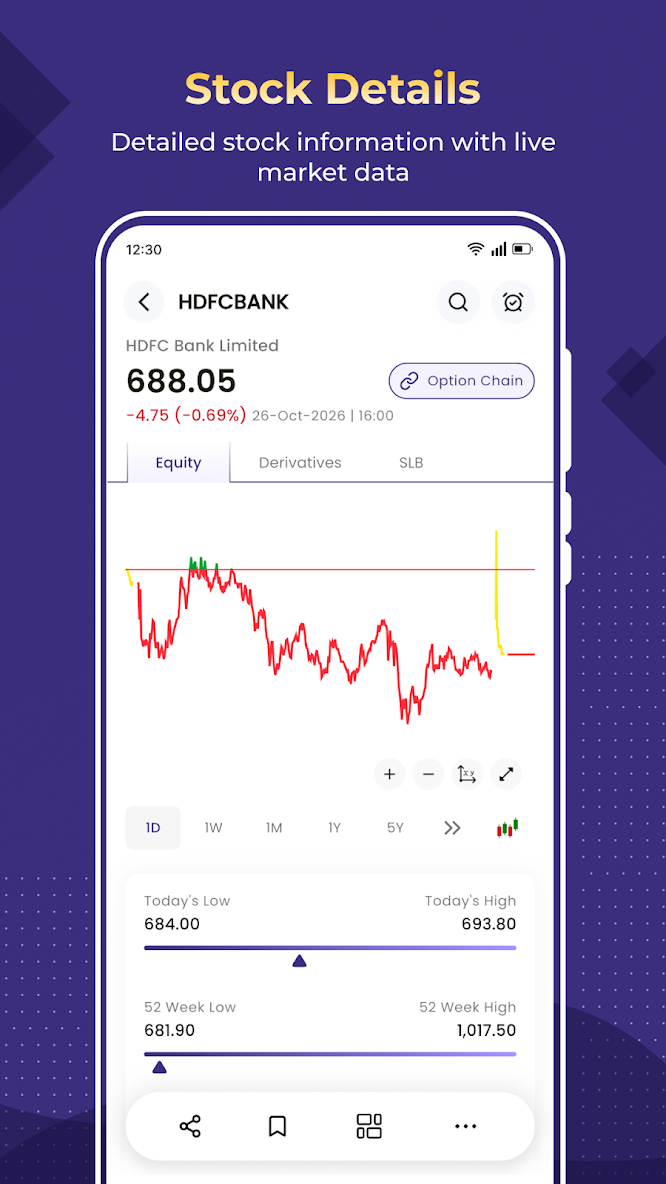 Stock Details
Detailed stock information with live
market data
12:30
HDFCBANK
HDFC Bank Limited
688.05
Option Chain
-4.75 (-0.69%) 26-Oct-2026 | 16:00
Equity Derivatives SLB
X Y
1D 1W 1M 1Y 5Y
Today's Low Today's High
684.00 693.80
52 Week Low 52 Week High
681.90 1,017.50